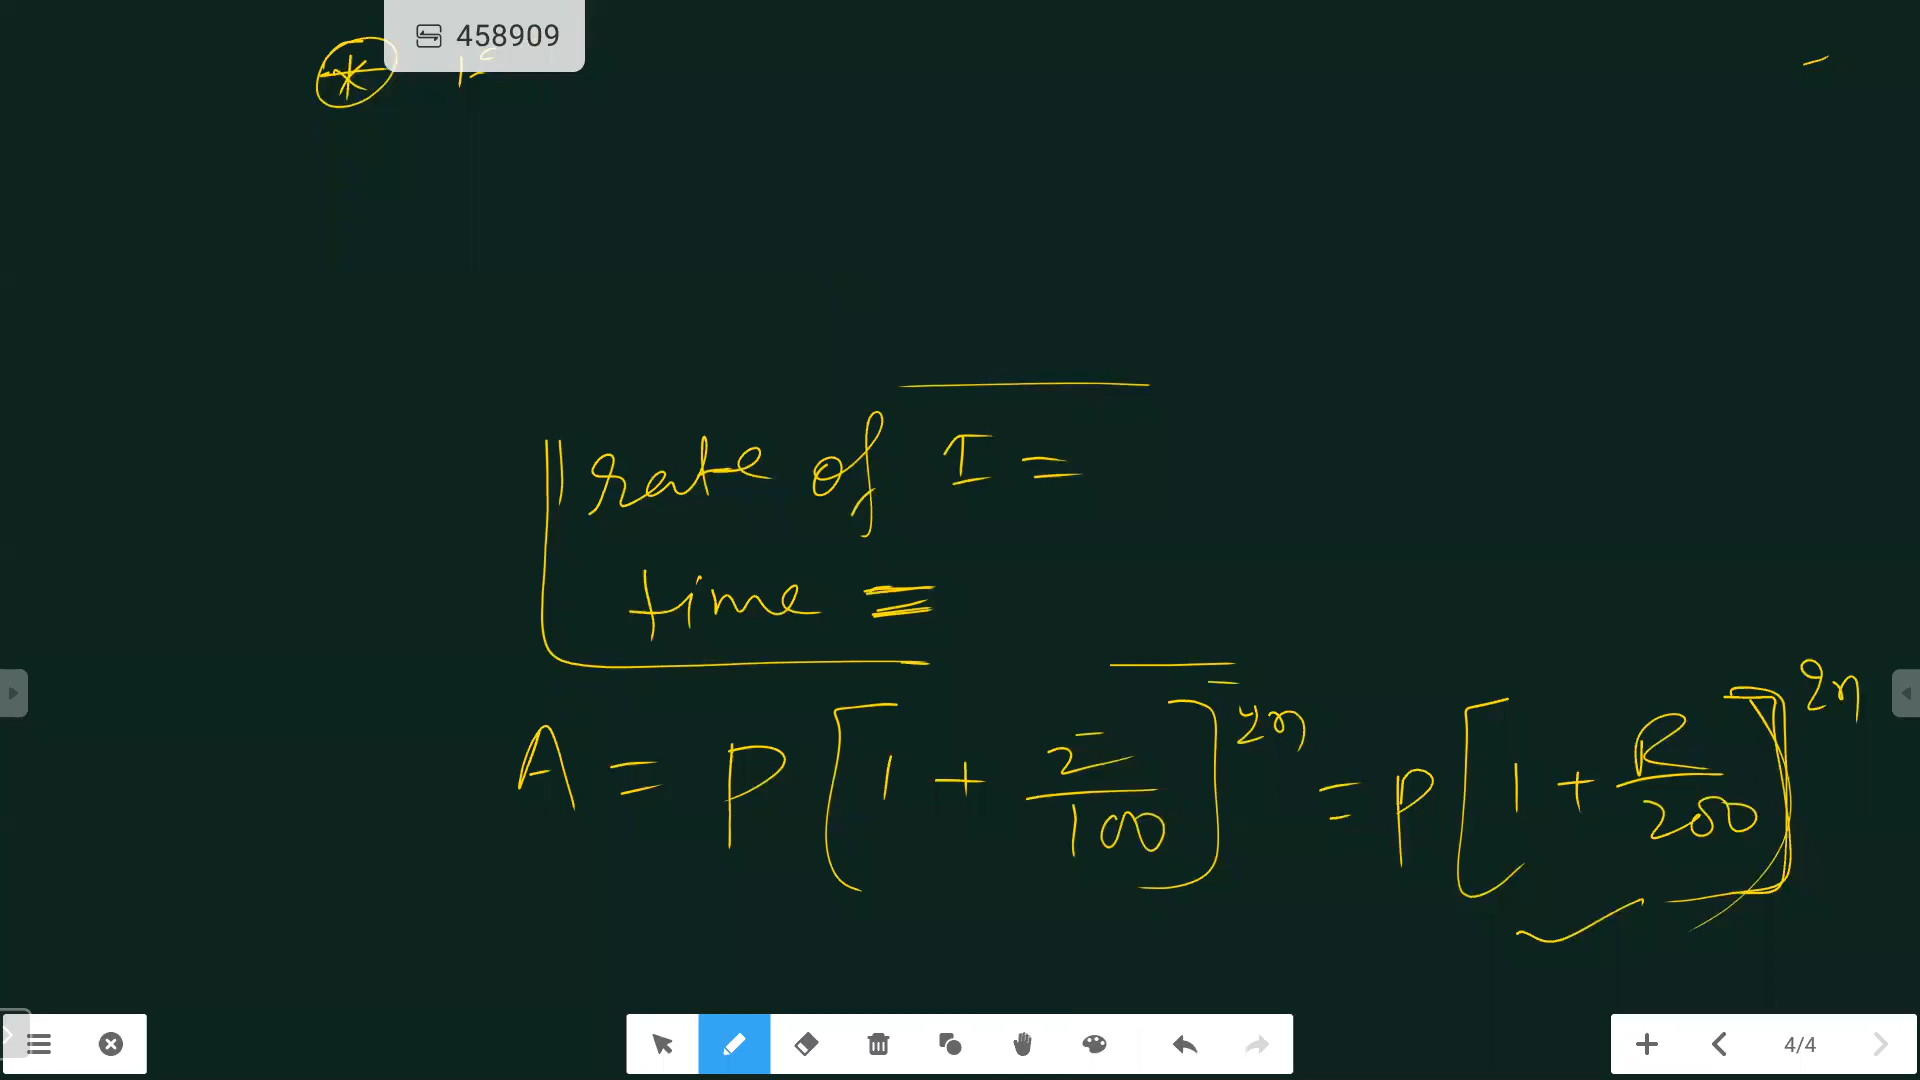 458909
rate of I =
time =
A = P [ 1 + /100 ]^2n = P [ 1 + R/200 ]^2n
4/4